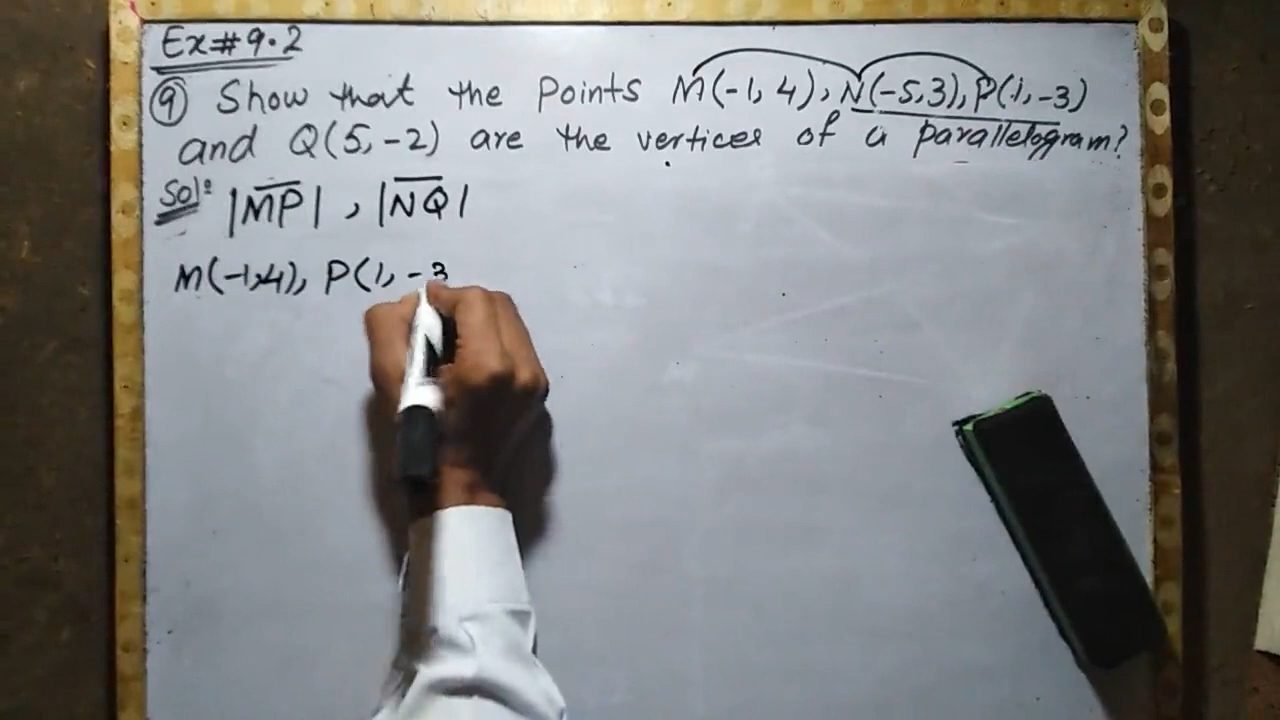 Ex#9.2
(9) Show that the Points M(-1, 4), N(-5,3), P(1, -3)
and Q(5, -2) are the vertices of a parallelogram?
Sol: |MP|, |NQ|
M(-1,4), P(1, -3